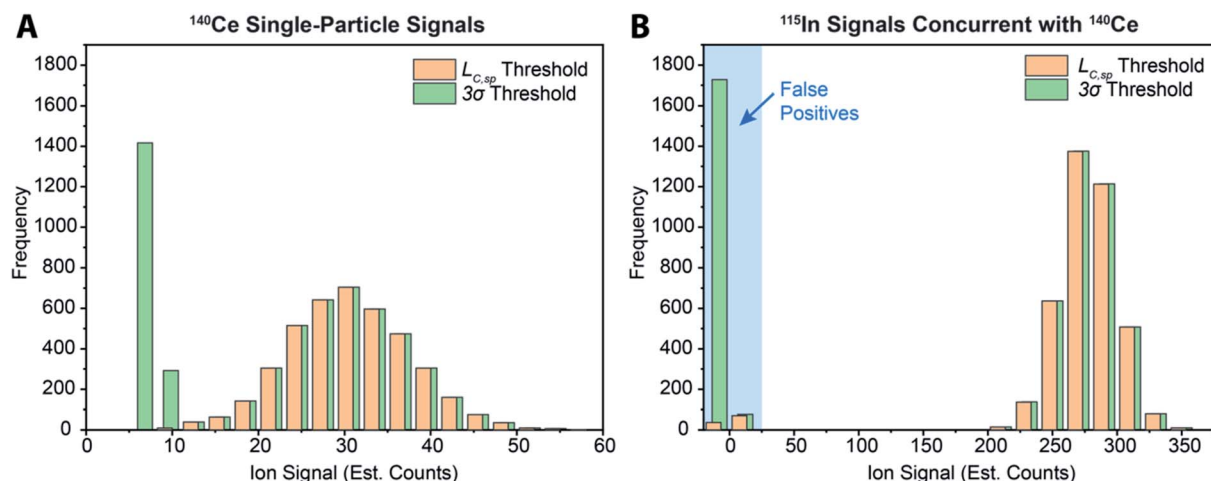 A
¹⁴⁰Ce Single-Particle Signals
L_{C,sp} Threshold
3σ Threshold
1800
1600
1400
1200
1000
800
600
400
200
0
Frequency
0 10 20 30 40 50 60
Ion Signal (Est. Counts)
B
¹¹⁵In Signals Concurrent with ¹⁴⁰Ce
L_{C,sp} Threshold
3σ Threshold
False
Positives
1800
1600
1400
1200
1000
800
600
400
200
0
Frequency
0 50 100 150 200 250 300 350
Ion Signal (Est. Counts)